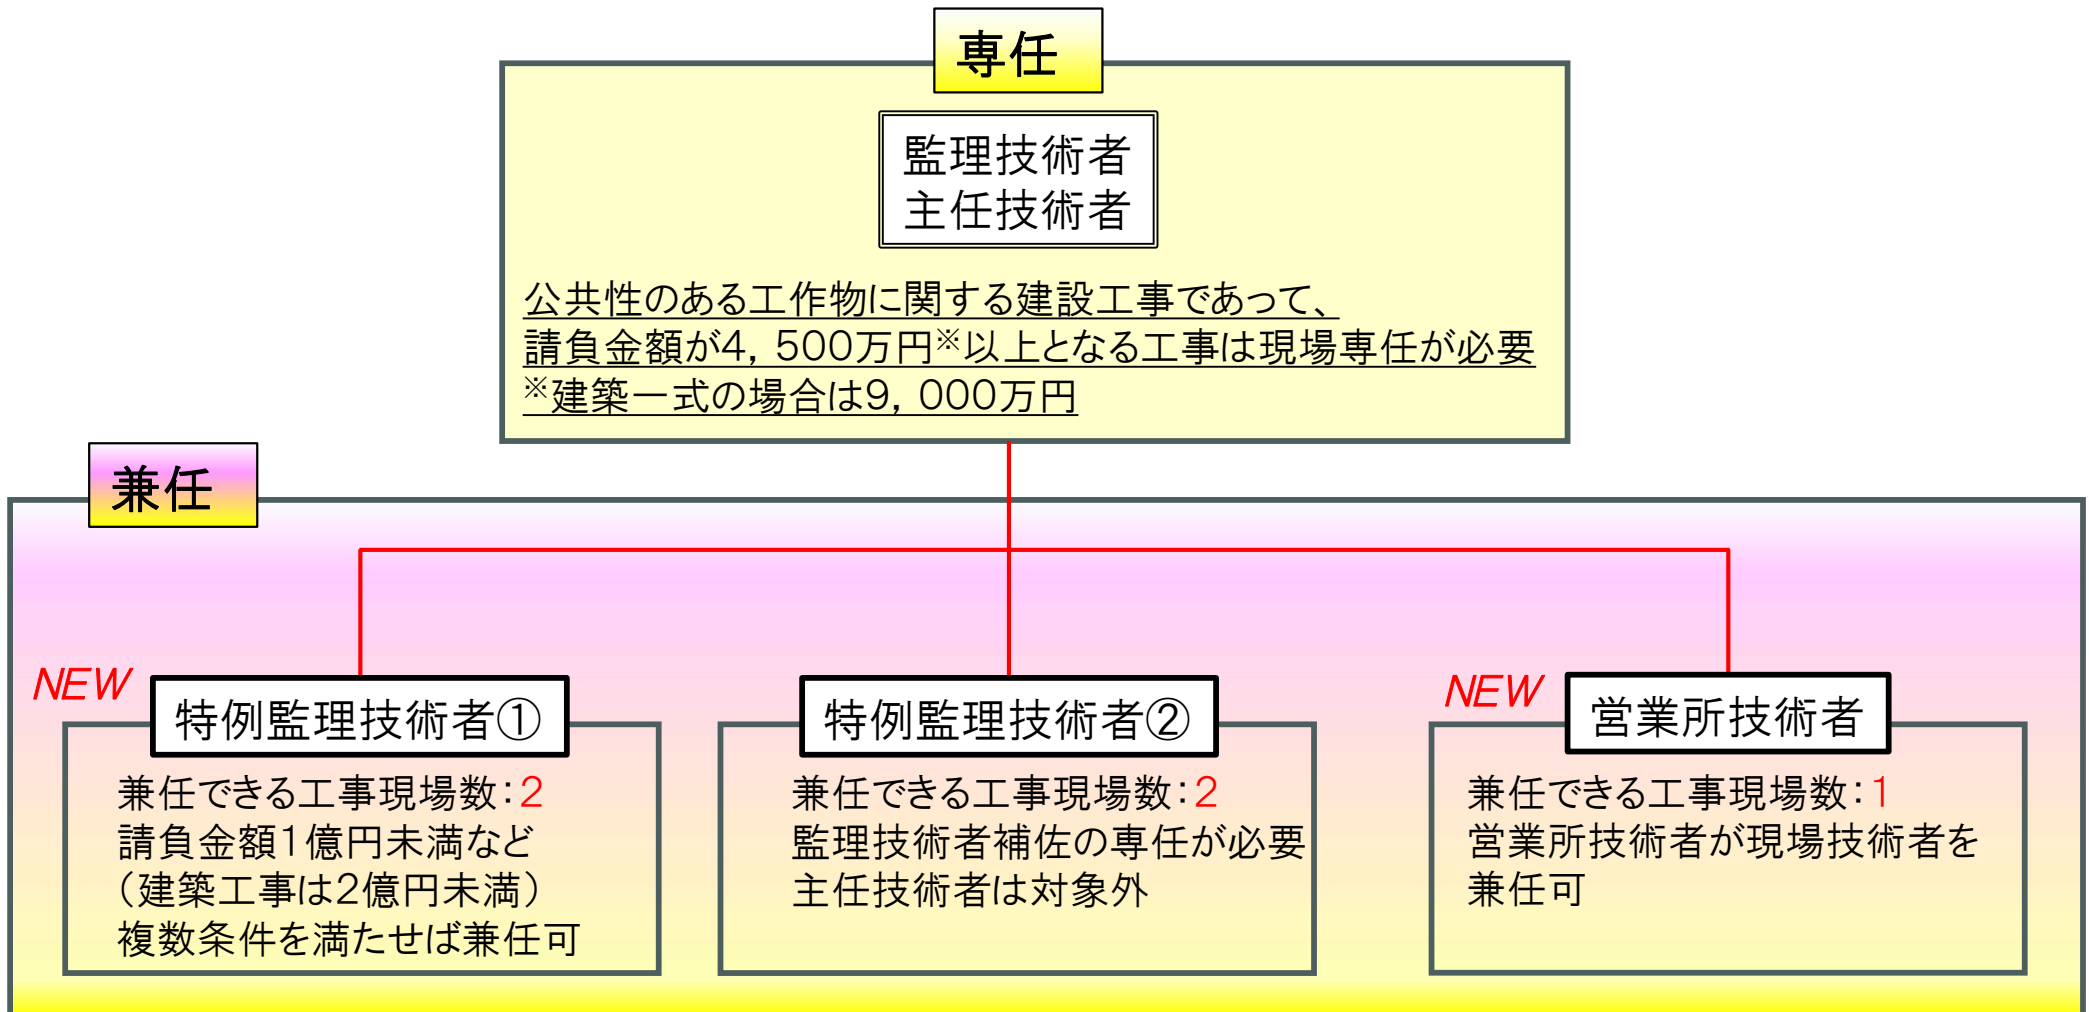 専任
監理技術者
主任技術者
公共性のある工作物に関する建設工事であって、
請負金額が4，500万円※以上となる工事は現場専任が必要
※建築一式の場合は9，000万円
兼任
NEW
特例監理技術者①
兼任できる工事現場数：2
請負金額1億円未満など
（建築工事は2億円未満）
複数条件を満たせば兼任可
特例監理技術者②
兼任できる工事現場数：2
監理技術者補佐の専任が必要
主任技術者は対象外
NEW
営業所技術者
兼任できる工事現場数：1
営業所技術者が現場技術者を
兼任可